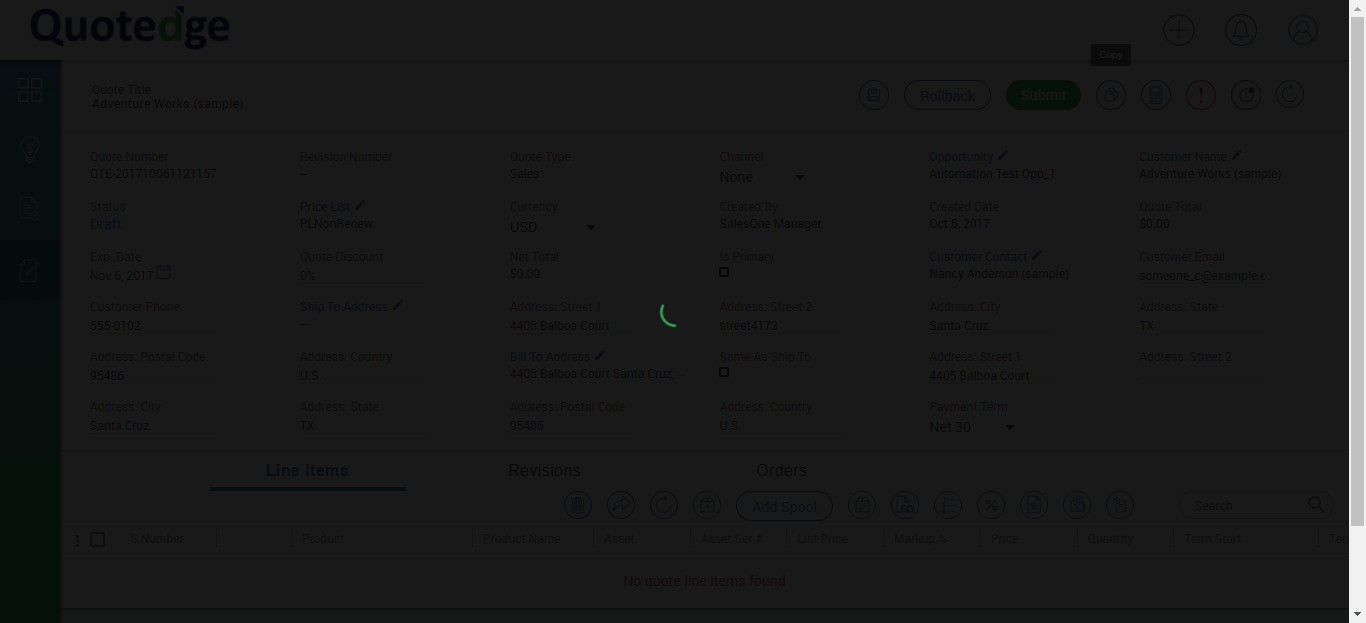 Quotedge
Copy
Quote Title
Adventure Works (sample)
Rollback
Submit
Quote Number
QTE-201710061121157
Revision Number
--
Quote Type
Sales
Channel
None
Opportunity
Automation Test Opp_1
Customer Name
Adventure Works (sample)
Status
Draft
Price List
PLNonRenew
Currency
USD
Created By
SalesOne Manager
Created Date
Oct 6, 2017
Quote Total
$0.00
Exp. Date
Nov 6, 2017
Quote Discount
0%
Net Total
$0.00
Is Primary
Customer Contact
Nancy Anderson (sample)
Customer Email
someone_c@example.c
Customer Phone
555-0102
Ship To Address
--
Address: Street 1
4405 Balboa Court
Address: Street 2
street4173
Address: City
Santa Cruz
Address: State
TX
Address: Postal Code
95486
Address: Country
U.S.
Bill To Address
4405 Balboa Court Santa Cruz, --
Same As Ship To
Address: Street 1
4405 Balboa Court
Address: Street 2
Address: City
Santa Cruz
Address: State
TX
Address: Postal Code
95486
Address: Country
U.S.
Payment Term
Net 30
Line Items
Revisions
Orders
Add Spool
Search
S.Number
Product
Product Name
Asset
Asset Ser #
List Price
Markup %
Price
Quantity
Term Start
Ter
No quote line items found